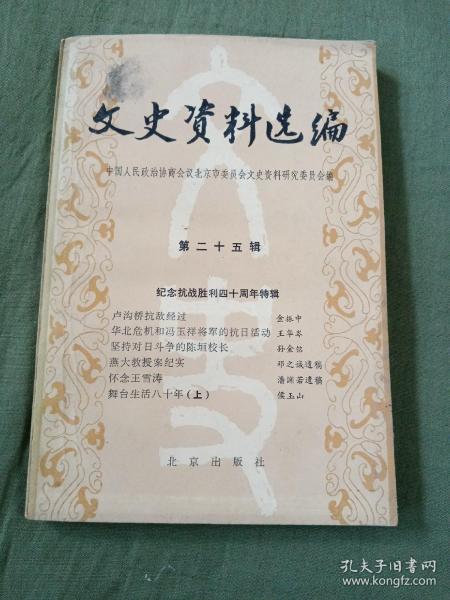 文史资料选编
中国人民政治协商会议北京市委员会文史资料研究委员会编
第二十五辑
纪念抗战胜利四十周年特辑
卢沟桥抗敌经过 金振中
华北危机和冯玉祥将军的抗日活动 王华岑
坚持对日斗争的陈垣校长 孙金铭
燕大教授案纪实 邓之诚遗稿
怀念王雪涛 潘渊若遗稿
舞台生活八十年（上） 侯玉山
北京出版社
孔夫子旧书网
www.kongfz.com